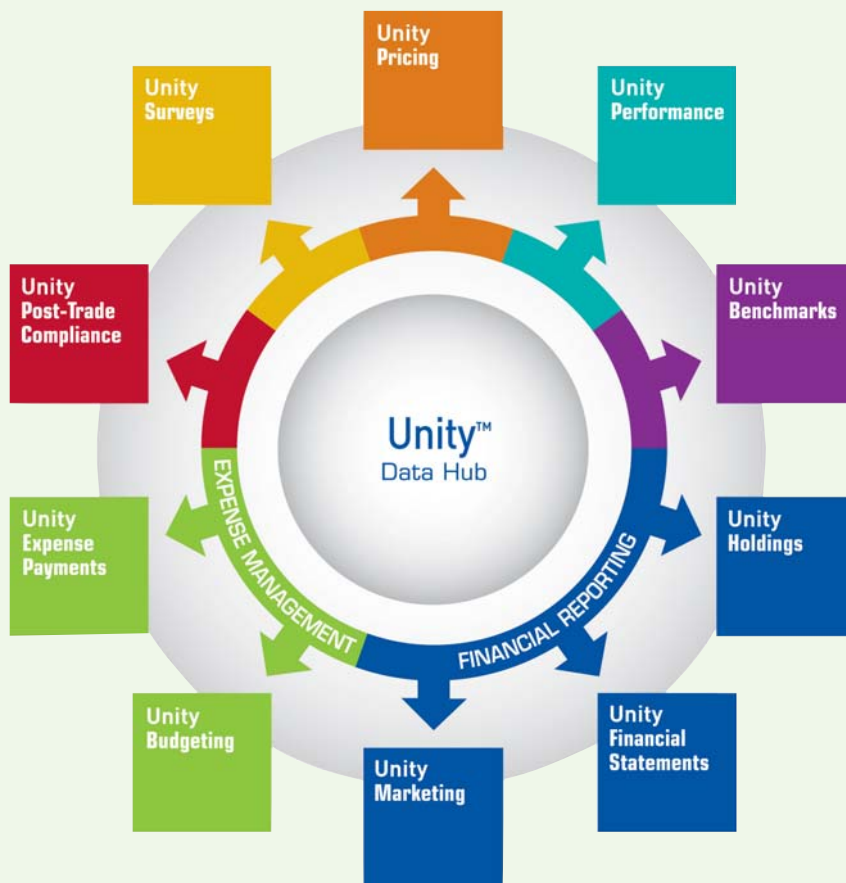 Unity
Pricing
Unity
Surveys
Unity
Performance
Unity
Post-Trade
Compliance
Unity
Benchmarks
Unity™
Data Hub
EXPENSE MANAGEMENT
FINANCIAL REPORTING
Unity
Expense
Payments
Unity
Holdings
Unity
Budgeting
Unity
Financial
Statements
Unity
Marketing